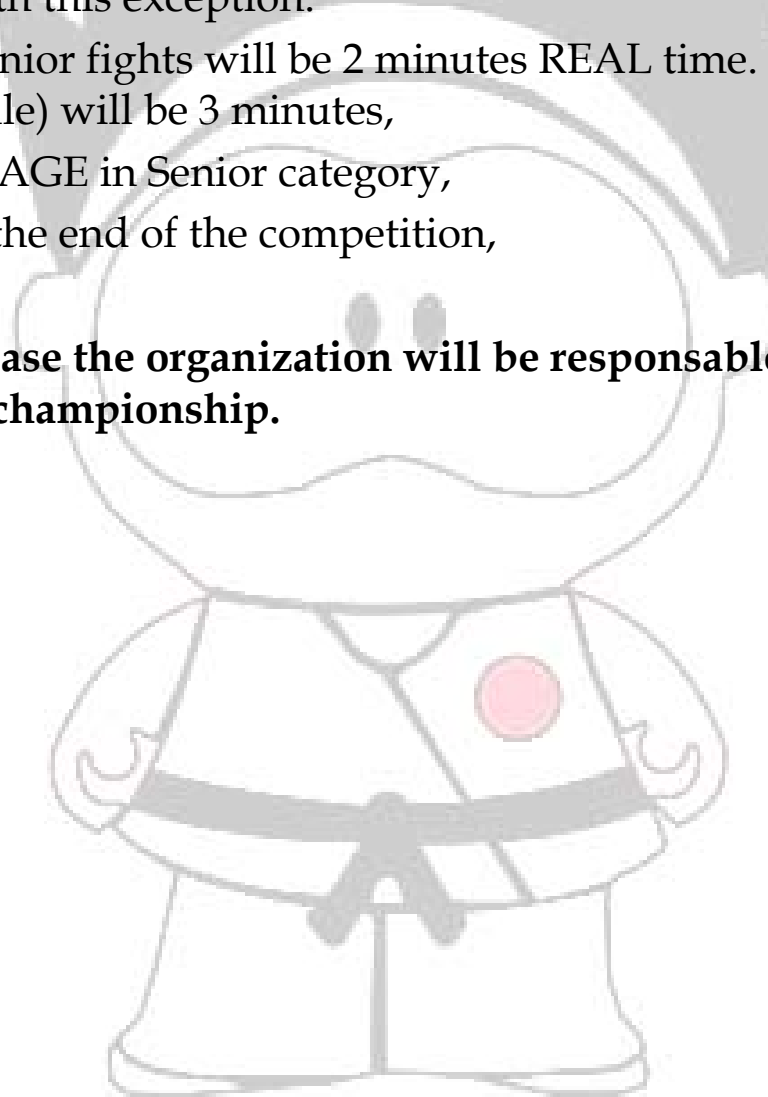 this exception.
nior fights will be 2 minutes REAL time.
le) will be 3 minutes,
AGE in Senior category,
the end of the competition,
ase the organization will be responsable
championship.